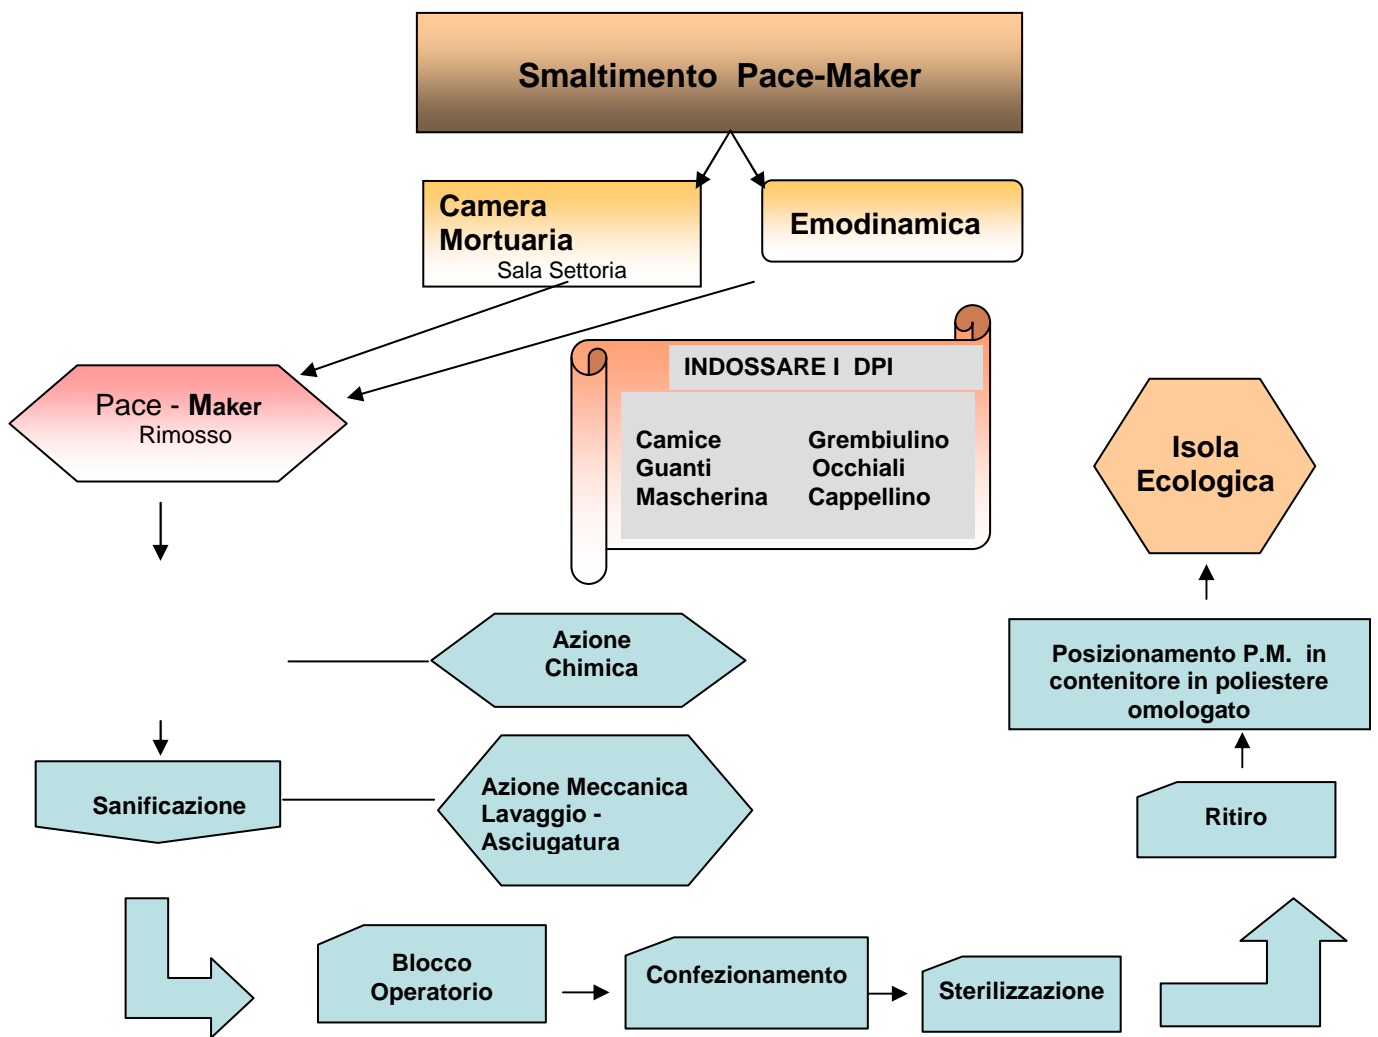 Smaltimento Pace-Maker
Camera
Mortuaria
Sala Settoria
Emodinamica
INDOSSARE I DPI
Camice Grembiulino
Guanti Occhiali
Mascherina Cappellino
Pace - Maker
Rimosso
Isola
Ecologica
Azione
Chimica
Posizionamento P.M. in
contenitore in poliestere
omologato
Sanificazione
Azione Meccanica
Lavaggio -
Asciugatura
Ritiro
Blocco
Operatorio
Confezionamento
Sterilizzazione